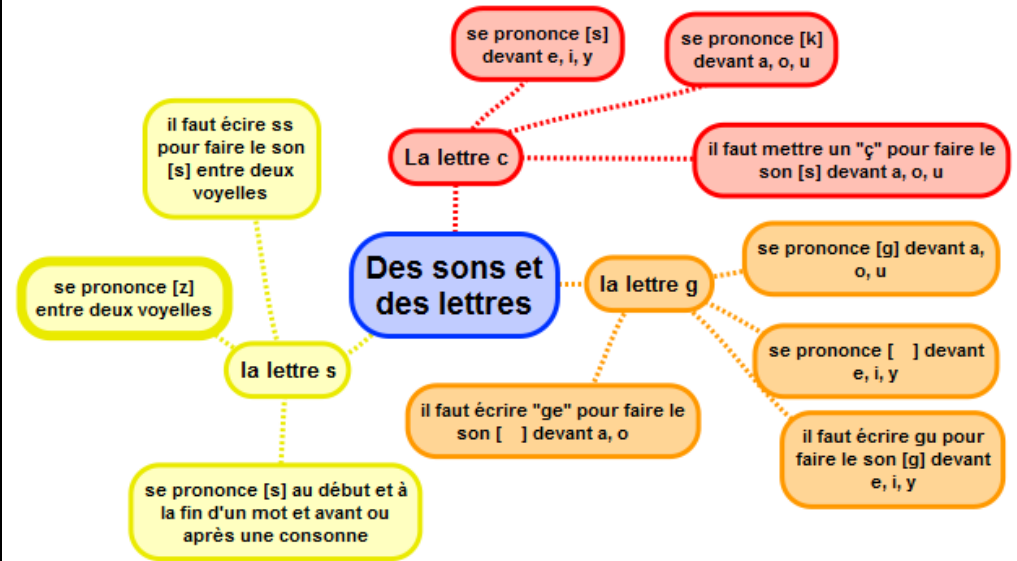 Des sons et
des lettres
La lettre c
se prononce [s]
devant e, i, y
se prononce [k]
devant a, o, u
il faut mettre un "ç" pour faire le
son [s] devant a, o, u
la lettre g
se prononce [g] devant a,
o, u
se prononce [   ] devant
e, i, y
il faut écrire gu pour
faire le son [g] devant
e, i, y
il faut écrire "ge" pour faire le
son [   ] devant a, o
la lettre s
il faut écire ss
pour faire le son
[s] entre deux
voyelles
se prononce [z]
entre deux voyelles
se prononce [s] au début et à
la fin d'un mot et avant ou
après une consonne